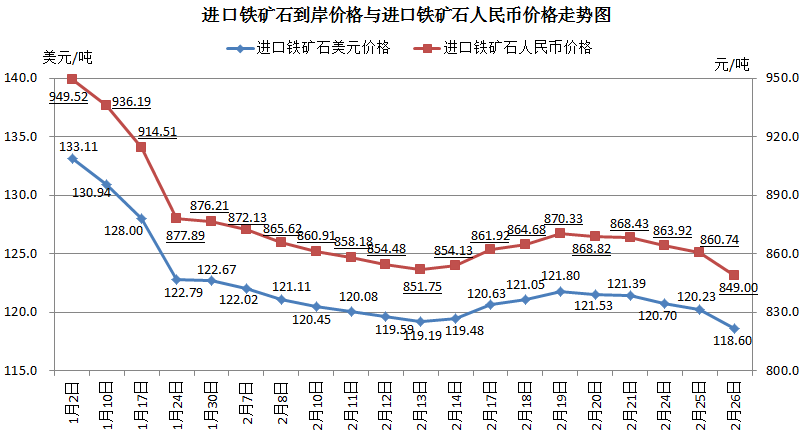 进口铁矿石到岸价格与进口铁矿石人民币价格走势图
进口铁矿石美元价格 进口铁矿石人民币价格
美元/吨 元/吨
140.0 950.0
949.52 936.19
135.0 920.0
133.11 914.51
130.94
130.0 890.0
128.00
877.89 876.21 872.13 865.62 860.91 858.18 854.48 851.75 854.13 861.92 864.68 870.33 868.82 868.43 863.92 860.74 849.00
125.0 860.0
122.79 122.67 122.02 121.11 120.45 120.08 119.59 119.19 119.48 120.63 121.05 121.80 121.53 121.39 120.70 120.23 118.60
120.0 830.0
115.0 800.0
1月2日 1月10日 1月17日 1月24日 1月30日 2月7日 2月8日 2月10日 2月11日 2月12日 2月13日 2月14日 2月17日 2月18日 2月19日 2月20日 2月21日 2月24日 2月25日 2月26日